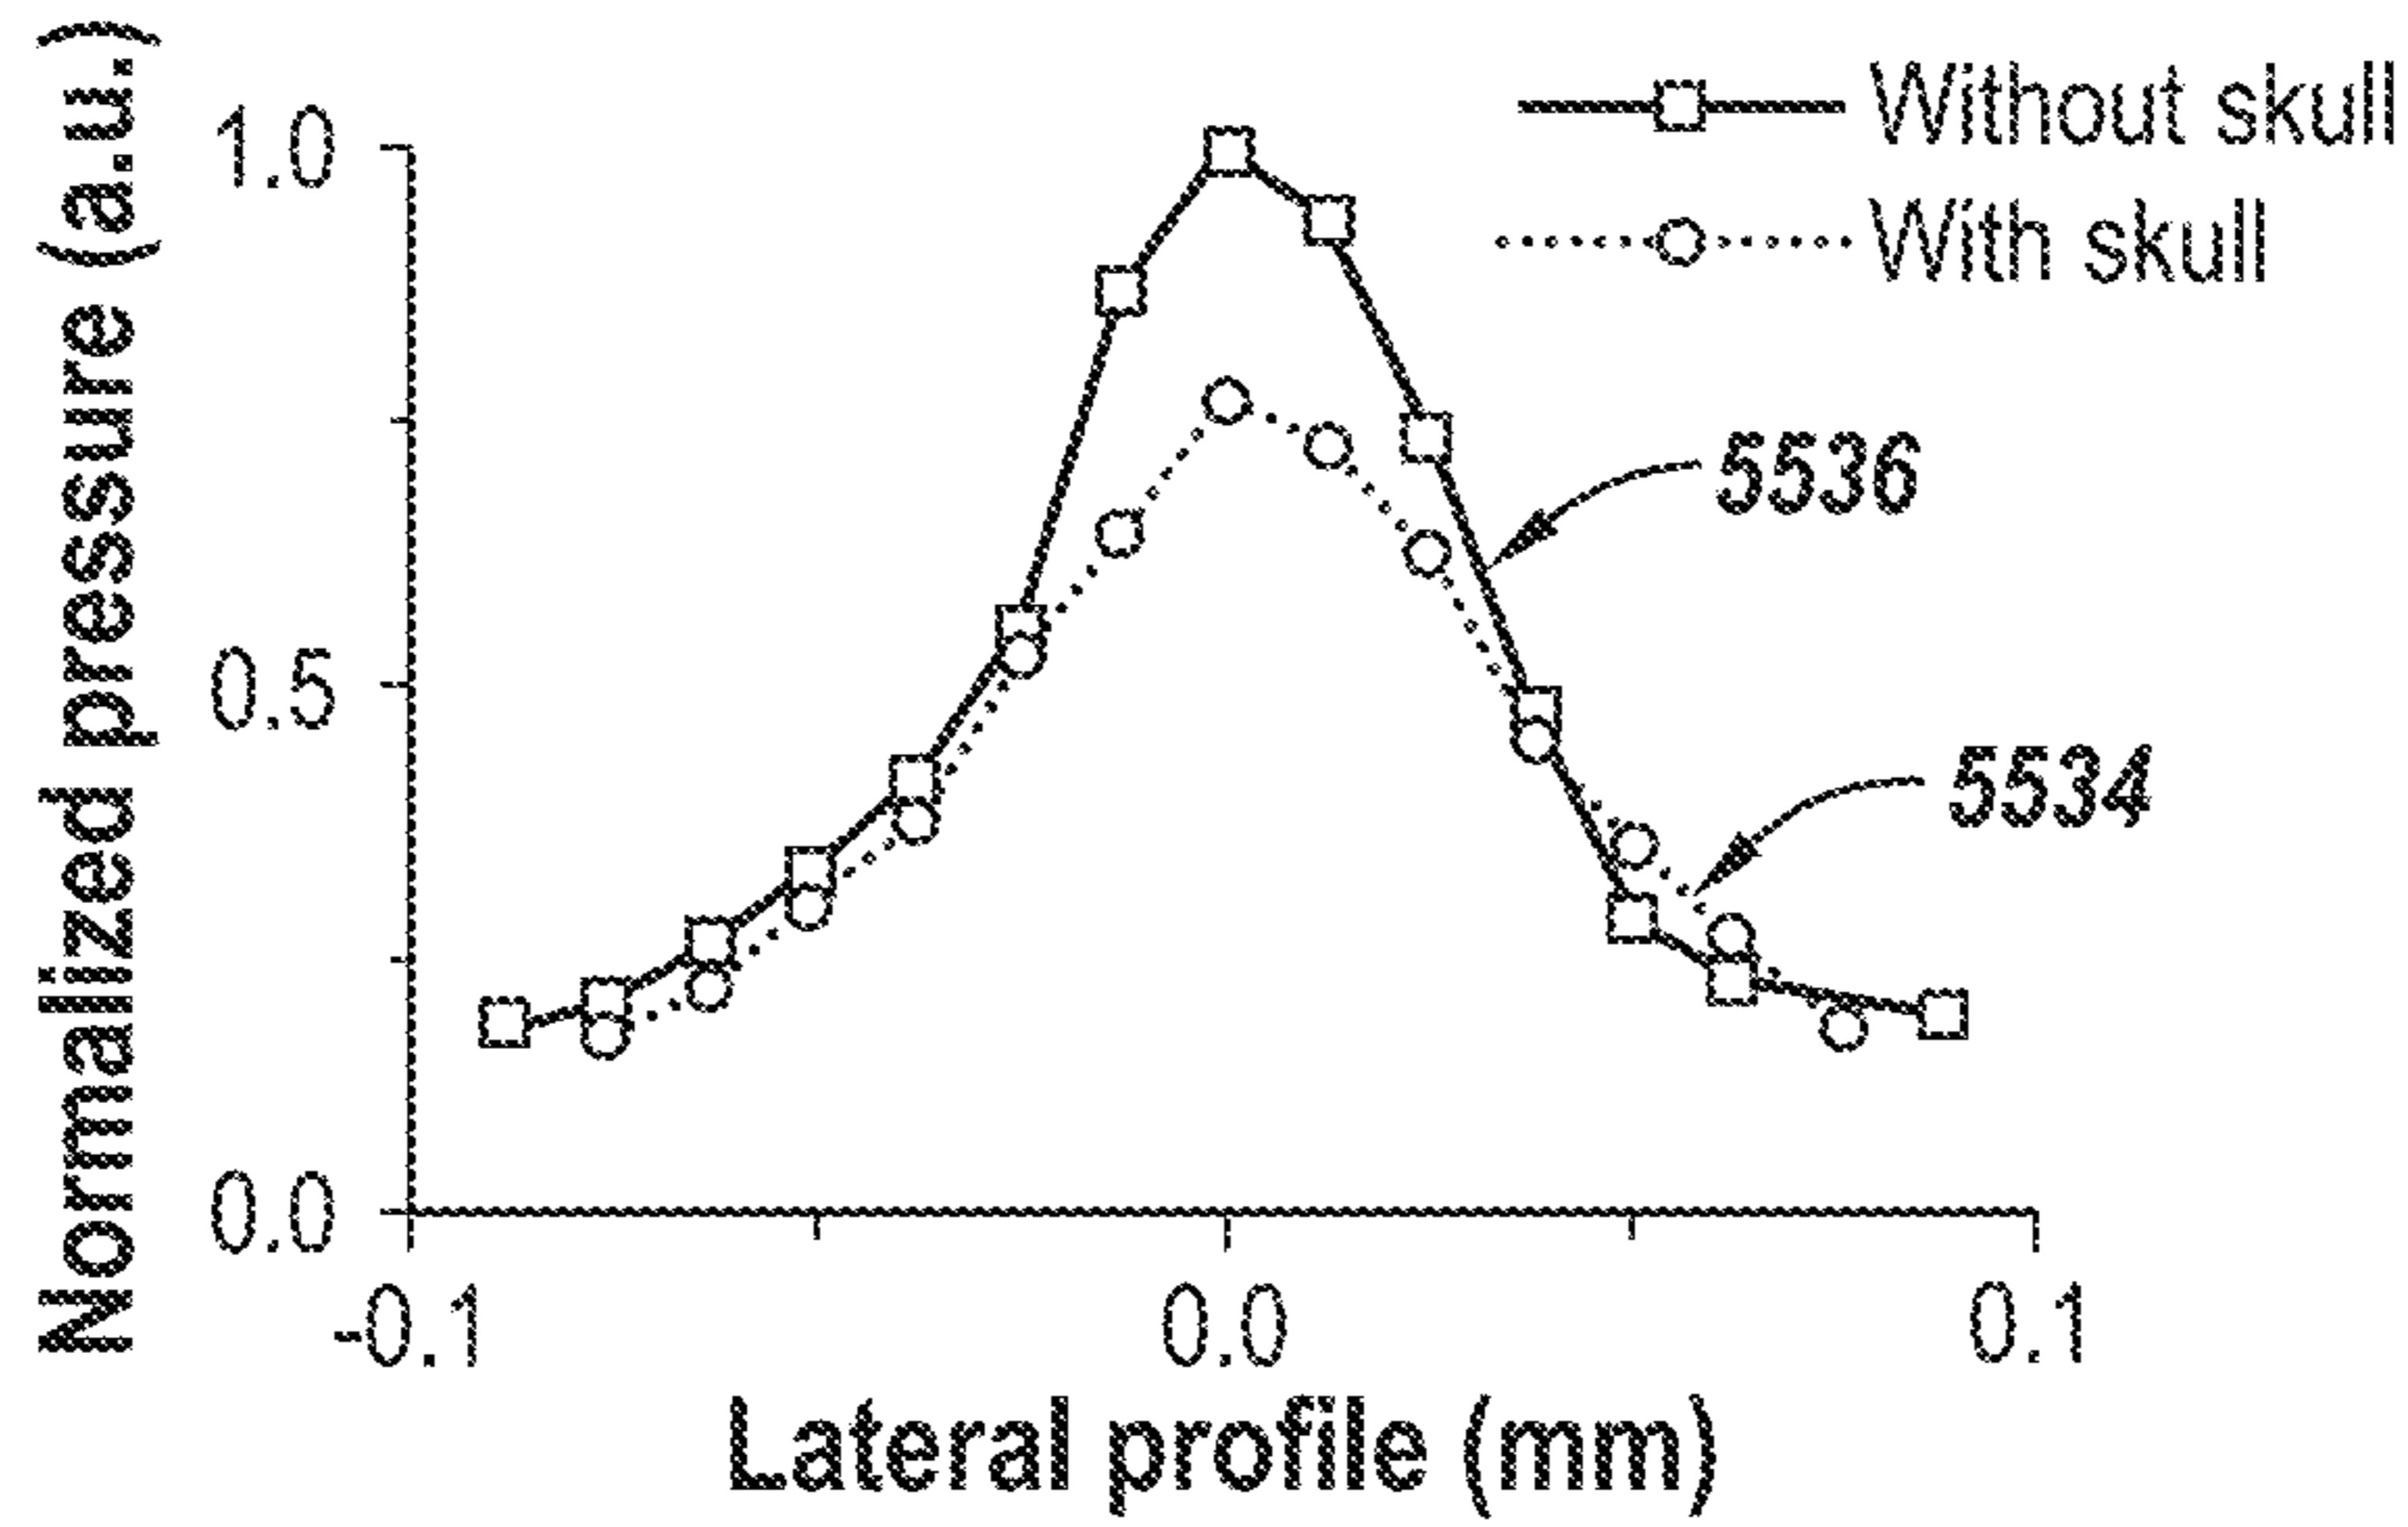 Normalized pressure (a.u.)
1.0
0.5
0.0
Without skull
With skull
5536
5534
-0.1
0.0
0.1
Lateral profile (mm)